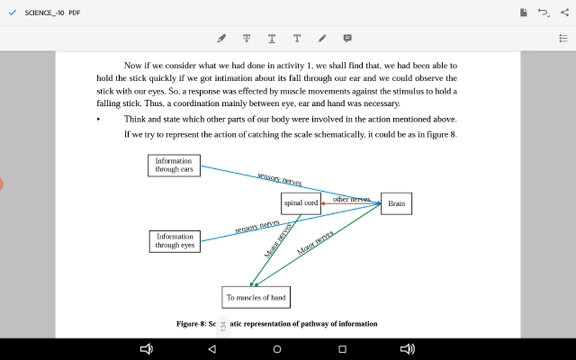 SCIENCE_-10 PDF
Now if we consider what we had done in activity 1, we shall find that, we had been able to
hold the stick quickly if we got intimation about its fall through our ear and we could observe the
stick with our eyes. So, a response was effected by muscle movements against the stimulus to hold a
falling stick. Thus, a coordination mainly between eye, ear and hand was necessary.
• Think and state which other parts of our body were involved in the action mentioned above.
If we try to represent the action of catching the scale schematically, it could be as in figure 8.
Information
through ears
sensory nerves
spinal cord
other nerves
Brain
sensory nerves
Information
through eyes
Motor nerves
Motor nerves
To muscles of hand
Figure-8: Sc atic representation of pathway of information